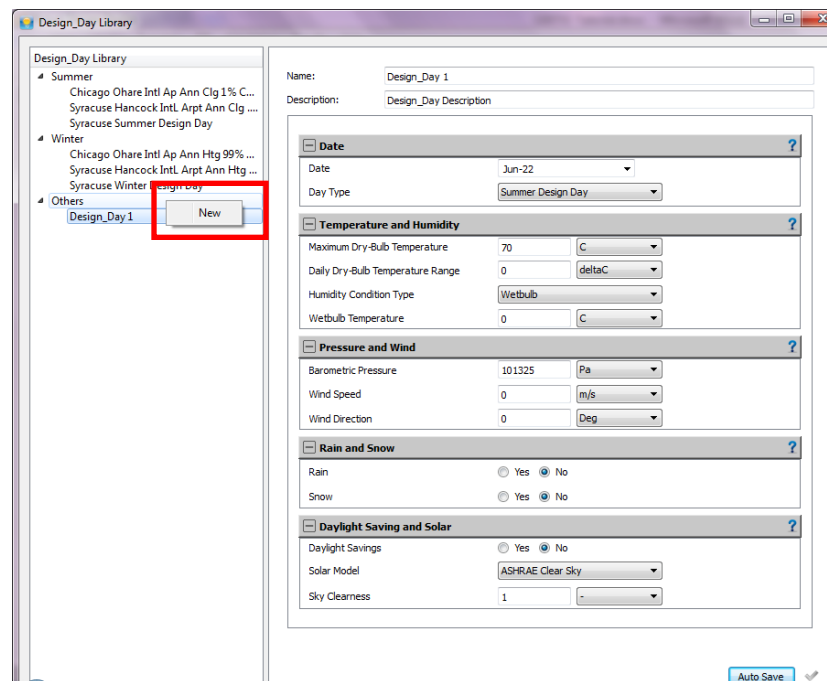 Design_Day Library
Design_Day Library
Summer
Chicago Ohare Intl Ap Ann Clg 1% C...
Syracuse Hancock IntL Arpt Ann Clg ....
Syracuse Summer Design Day
Winter
Chicago Ohare Intl Ap Ann Htg 99% ...
Syracuse Hancock IntL Arpt Ann Htg ...
Syracuse Winter Design Day
Others
Design_Day 1
New
Name: Design_Day 1
Description: Design_Day Description
Date ?
Date Jun-22
Day Type Summer Design Day
Temperature and Humidity ?
Maximum Dry-Bulb Temperature 70 C
Daily Dry-Bulb Temperature Range 0 deltaC
Humidity Condition Type Wetbulb
Wetbulb Temperature 0 C
Pressure and Wind ?
Barometric Pressure 101325 Pa
Wind Speed 0 m/s
Wind Direction 0 Deg
Rain and Snow ?
Rain Yes No
Snow Yes No
Daylight Saving and Solar ?
Daylight Savings Yes No
Solar Model ASHRAE Clear Sky
Sky Clearness 1 -
Auto Save